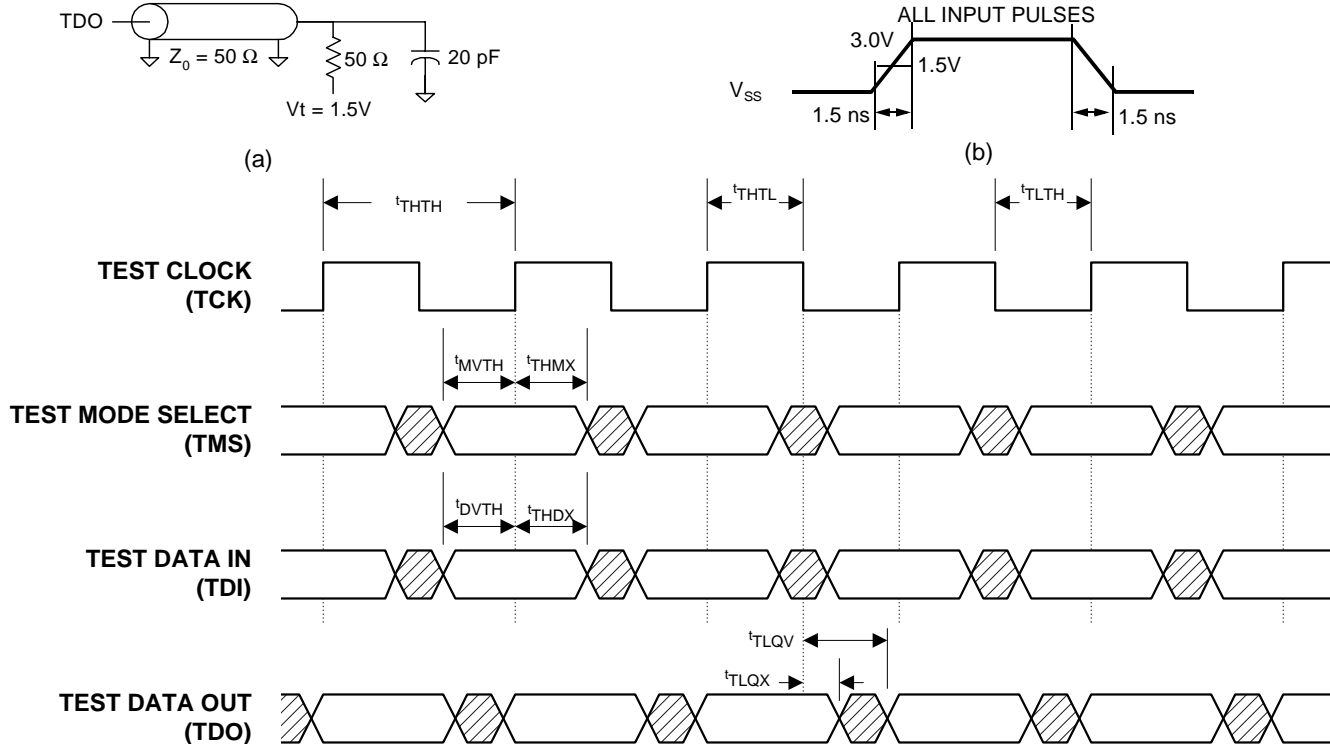 TDO
Z0 = 50 Ω
50 Ω
20 pF
Vt = 1.5V
(a)
ALL INPUT PULSES
3.0V
1.5V
VSS
1.5 ns
1.5 ns
(b)
tTHTH
tTHTL
tTLTH
TEST CLOCK
(TCK)
tMVTH
tTHMX
TEST MODE SELECT
(TMS)
tDVTH
tTHDX
TEST DATA IN
(TDI)
tTLQV
tTLQX
TEST DATA OUT
(TDO)